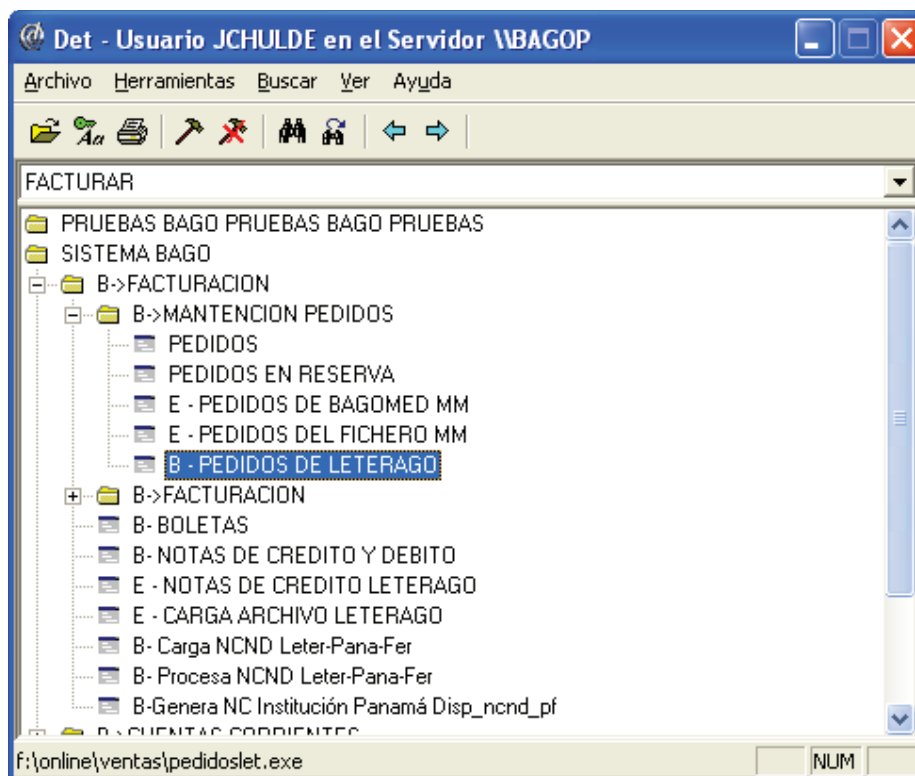 Det - Usuario JCHULDE en el Servidor \\BAGOP
Archivo Herramientas Buscar Ver Ayuda
FACTURAR
PRUEBAS BAGO PRUEBAS BAGO PRUEBAS
SISTEMA BAGO
B->FACTURACION
B->MANTENCION PEDIDOS
PEDIDOS
PEDIDOS EN RESERVA
E - PEDIDOS DE BAGOMED MM
E - PEDIDOS DEL FICHERO MM
B - PEDIDOS DE LETERAGO
B->FACTURACION
B- BOLETAS
B- NOTAS DE CREDITO Y DEBITO
E - NOTAS DE CREDITO LETERAGO
E - CARGA ARCHIVO LETERAGO
B- Carga NCND Leter-Pana-Fer
B- Procesa NCND Leter-Pana-Fer
B-Genera NC Institución Panamá Disp_ncnd_pf
B->CUENTAS CORRIENTES
f:\online\ventas\pedidoslet.exe NUM